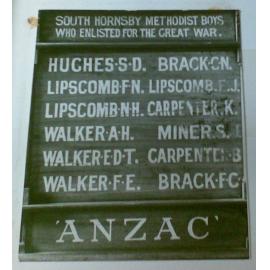 SOUTH HORNSBY METHODIST BOYS
WHO ENLISTED FOR THE GREAT WAR.
HUGHES·S·D. BRACK·C·N.
LIPSCOMB·F·N. LIPSCOMB·E·J.
LIPSCOMB·N·H. CARPENTER·K.
WALKER·A·H. MINER·S.
WALKER·E·D·T. CARPENTER·B
WALKER·F·E. BRACK·F·C·
'ANZAC'